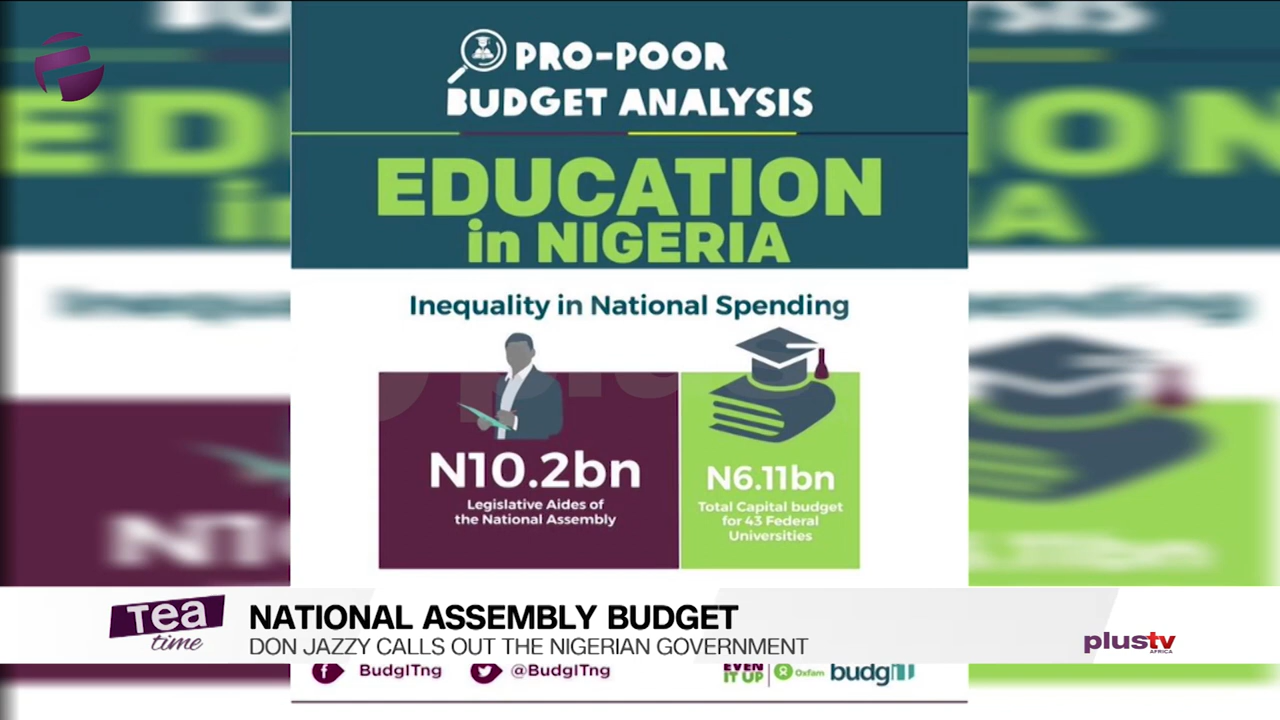 PRO-POOR
BUDGET ANALYSIS
EDUCATION
in NIGERIA
Inequality in National Spending
N10.2bn
Legislative Aides of
the National Assembly
N6.11bn
Total Capital budget
for 43 Federal
Universities
Tea
time
NATIONAL ASSEMBLY BUDGET
DON JAZZY CALLS OUT THE NIGERIAN GOVERNMENT
plustv
AFRICA
BudgITng
@BudgITng
EVEN
IT UP
Oxfam
budgIT